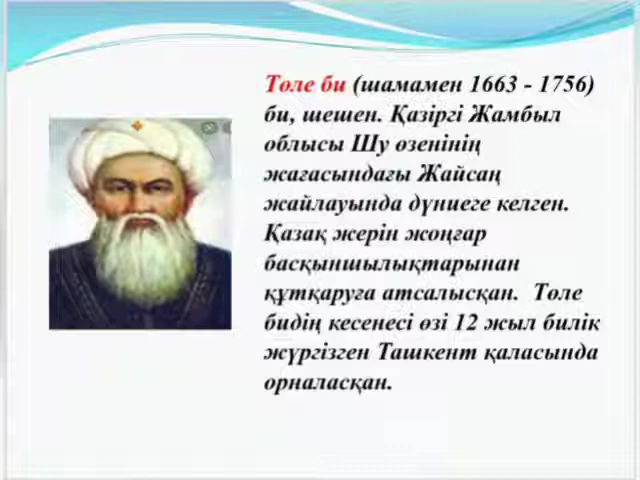 Төле би (шамамен 1663 - 1756)
би, шешен. Қазіргі Жамбыл
облысы Шу өзенінің
жағасындағы Жайсаң
жайлауында дүниеге келген.
Қазақ жерін жоңғар
басқыншылықтарынан
құтқаруға атсалысқан. Төле
бидің кесенесі өзі 12 жыл билік
жүргізген Ташкент қаласында
орналасқан.